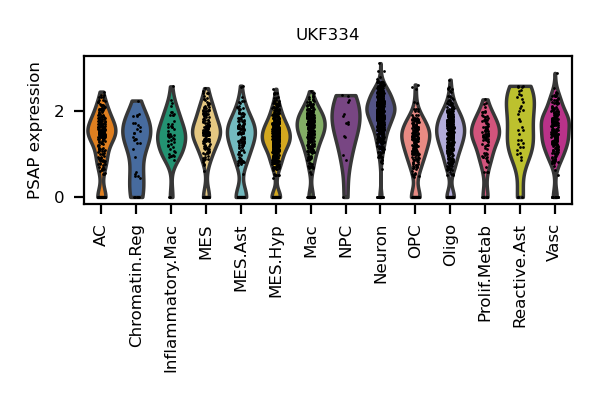 UKF334
PSAP expression
2
0
AC
Chromatin.Reg
Inflammatory.Mac
MES
MES.Ast
MES.Hyp
Mac
NPC
Neuron
OPC
Oligo
Prolif.Metab
Reactive.Ast
Vasc